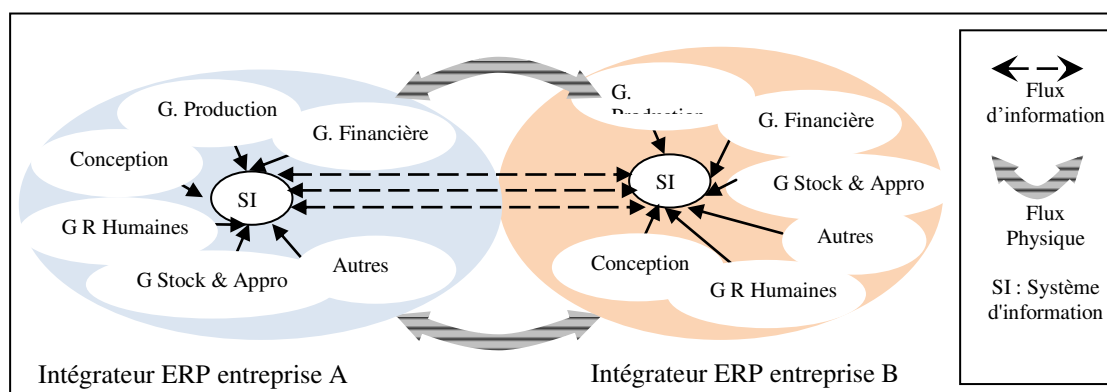 G. Production
G. Financière
Conception
SI
G R Humaines
G Stock & Appro
Autres
Intégrateur ERP entreprise A
G.
Production
G. Financière
SI
G Stock & Appro
Autres
Conception
G R Humaines
Intégrateur ERP entreprise B
Flux
d’information
Flux
Physique
SI : Système
d'information